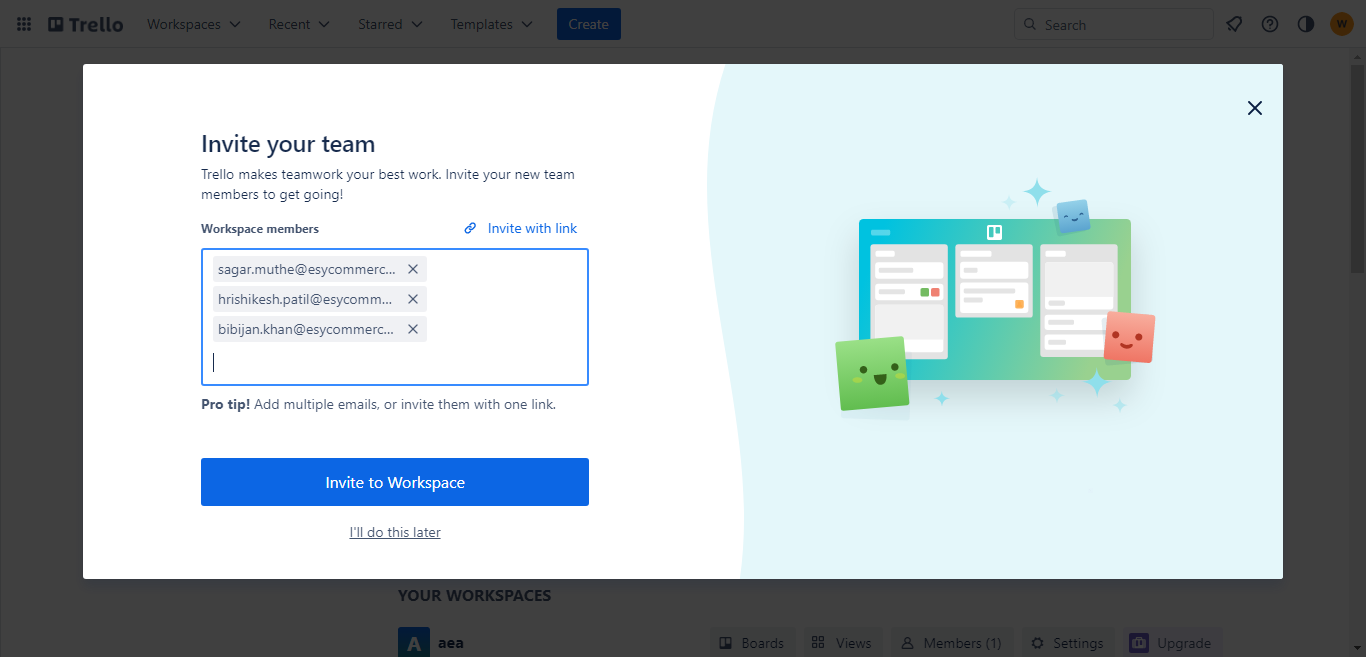 Trello Workspaces Recent Starred Templates Create Search W
Invite your team
Trello makes teamwork your best work. Invite your new team
members to get going!
Workspace members Invite with link
sagar.muthe@esycommerc...
hrishikesh.patil@esycomm...
bibijan.khan@esycommerc...
Pro tip! Add multiple emails, or invite them with one link.
Invite to Workspace
I'll do this later
YOUR WORKSPACES
A aea Boards Views Members (1) Settings Upgrade